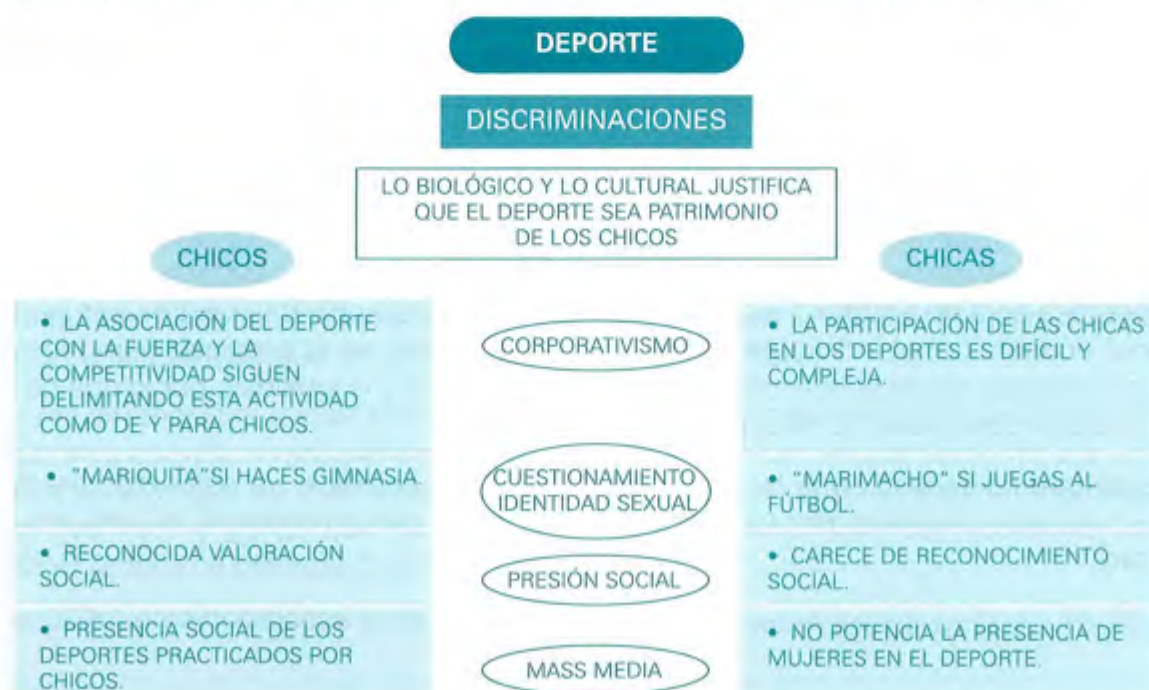 DEPORTE
DISCRIMINACIONES
LO BIOLÓGICO Y LO CULTURAL JUSTIFICA
QUE EL DEPORTE SEA PATRIMONIO
DE LOS CHICOS
CHICOS
CHICAS
• LA ASOCIACIÓN DEL DEPORTE
CON LA FUERZA Y LA
COMPETITIVIDAD SIGUEN
DELIMITANDO ESTA ACTIVIDAD
COMO DE Y PARA CHICOS.
CORPORATIVISMO
• LA PARTICIPACIÓN DE LAS CHICAS
EN LOS DEPORTES ES DIFÍCIL Y
COMPLEJA.
• "MARIQUITA"SI HACES GIMNASIA.
CUESTIONAMIENTO
IDENTIDAD SEXUAL
• "MARIMACHO" SI JUEGAS AL
FÚTBOL.
• RECONOCIDA VALORACIÓN
SOCIAL.
PRESIÓN SOCIAL
• CARECE DE RECONOCIMIENTO
SOCIAL.
• PRESENCIA SOCIAL DE LOS
DEPORTES PRACTICADOS POR
CHICOS.
MASS MEDIA
• NO POTENCIA LA PRESENCIA DE
MUJERES EN EL DEPORTE.